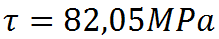 τ = 82,05MPa